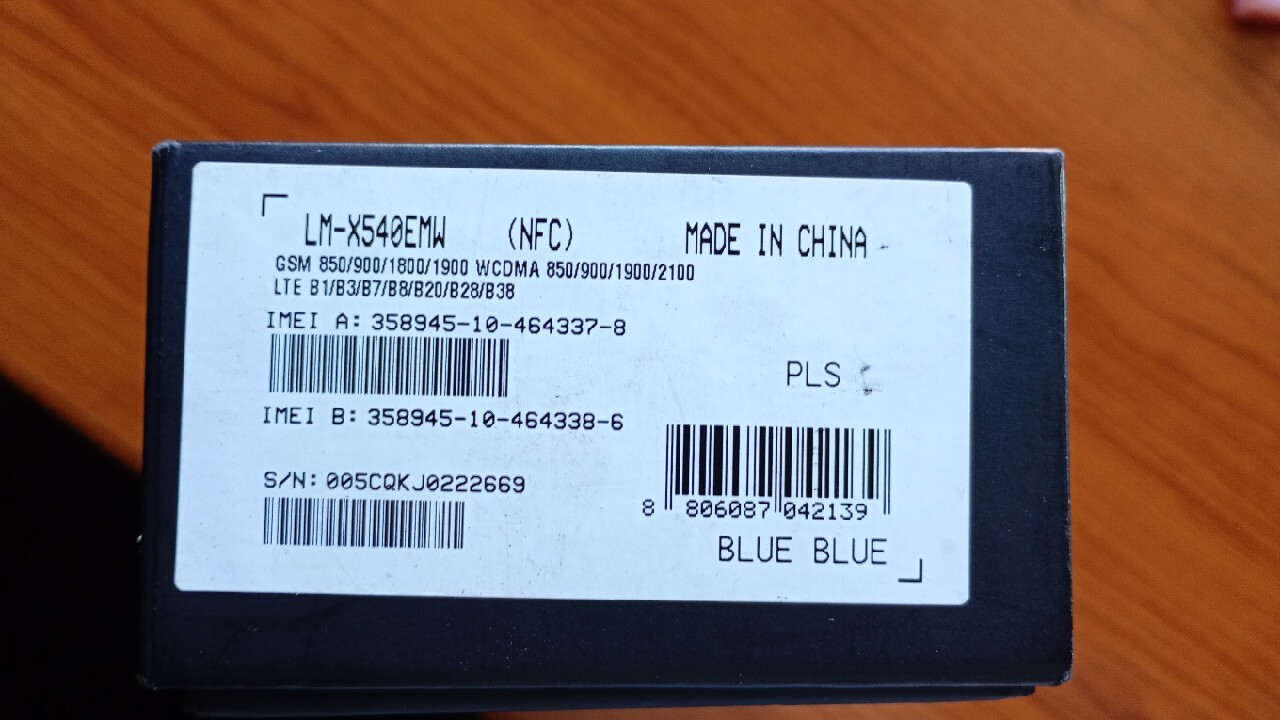 LM-X540EMW (NFC) MADE IN CHINA
GSM 850/900/1800/1900 WCDMA 850/900/1900/2100
LTE B1/B3/B7/B8/B20/B28/B38
IMEI A: 358945-10-464337-8
PLS
IMEI B: 358945-10-464338-6
S/N: 005CQKJ0222669
8 806087 042139
BLUE BLUE